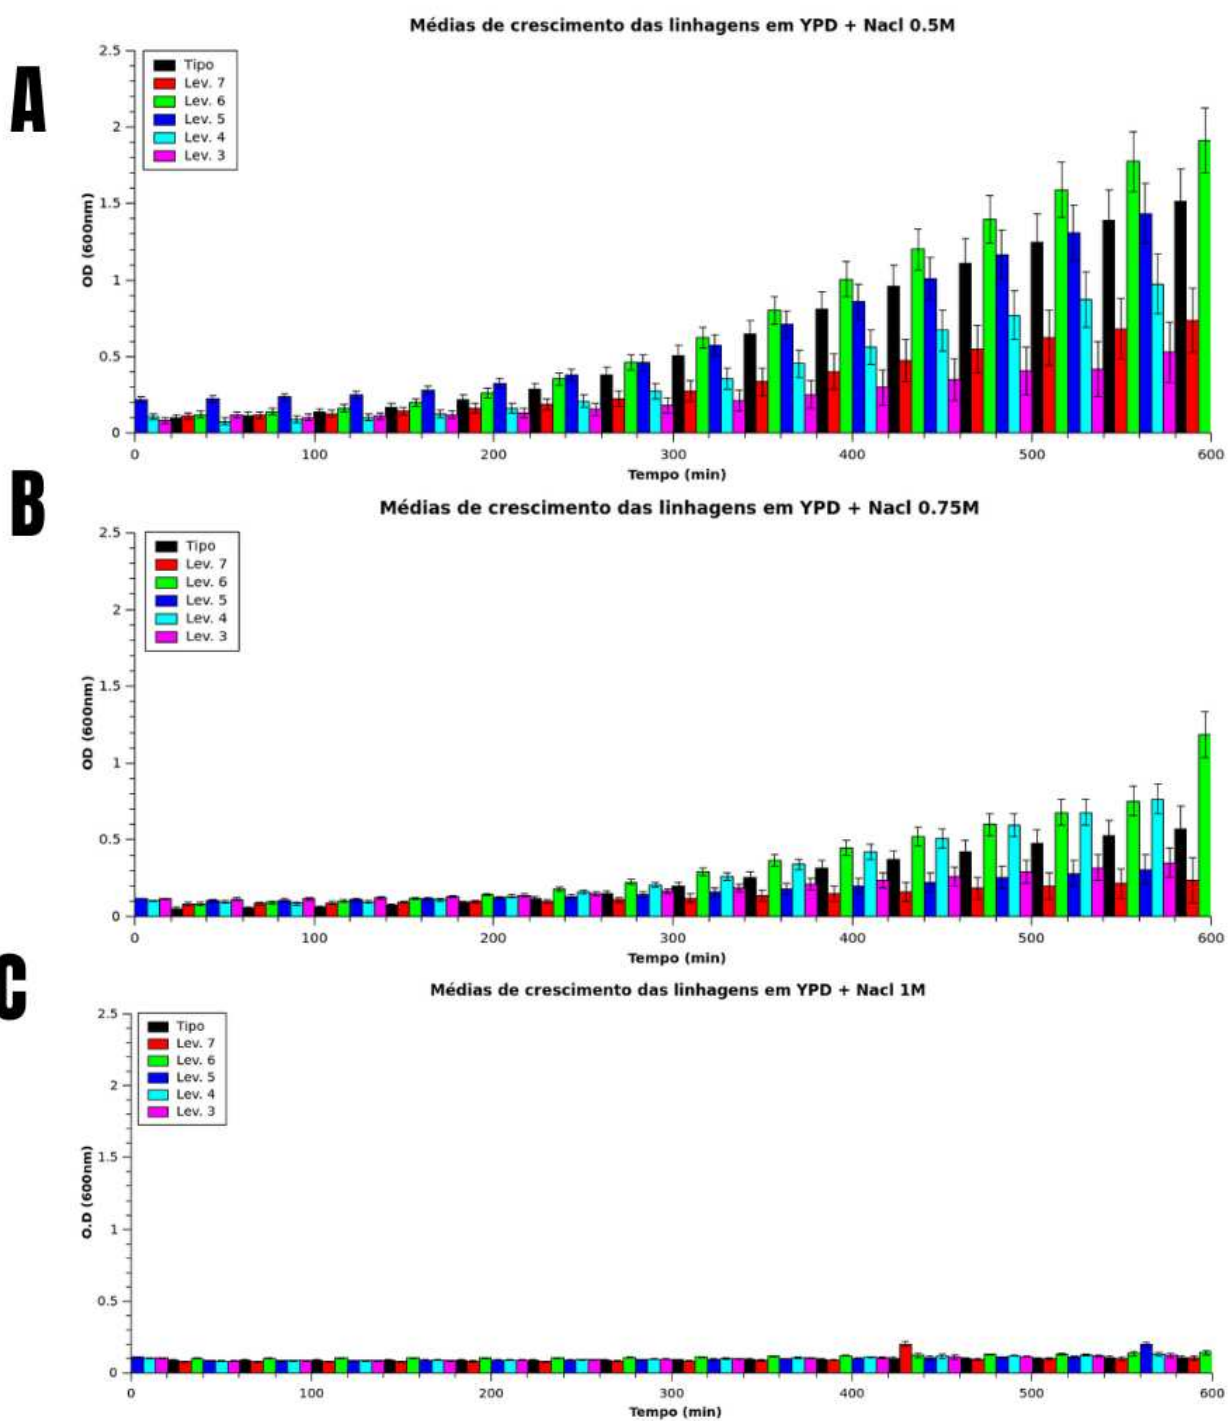 A
Médias de crescimento das linhagens em YPD + Nacl 0.5M
2.5
2
1.5
1
0.5
0
OD (600nm)
Tipo
Lev. 7
Lev. 6
Lev. 5
Lev. 4
Lev. 3
0 100 200 300 400 500 600
Tempo (min)
B
Médias de crescimento das linhagens em YPD + Nacl 0.75M
2.5
2
1.5
1
0.5
0
OD (600nm)
Tipo
Lev. 7
Lev. 6
Lev. 5
Lev. 4
Lev. 3
0 100 200 300 400 500 600
Tempo (min)
C
Médias de crescimento das linhagens em YPD + Nacl 1M
2.5
2
1.5
1
0.5
0
O.D (600nm)
Tipo
Lev. 7
Lev. 6
Lev. 5
Lev. 4
Lev. 3
0 100 200 300 400 500 600
Tempo (min)